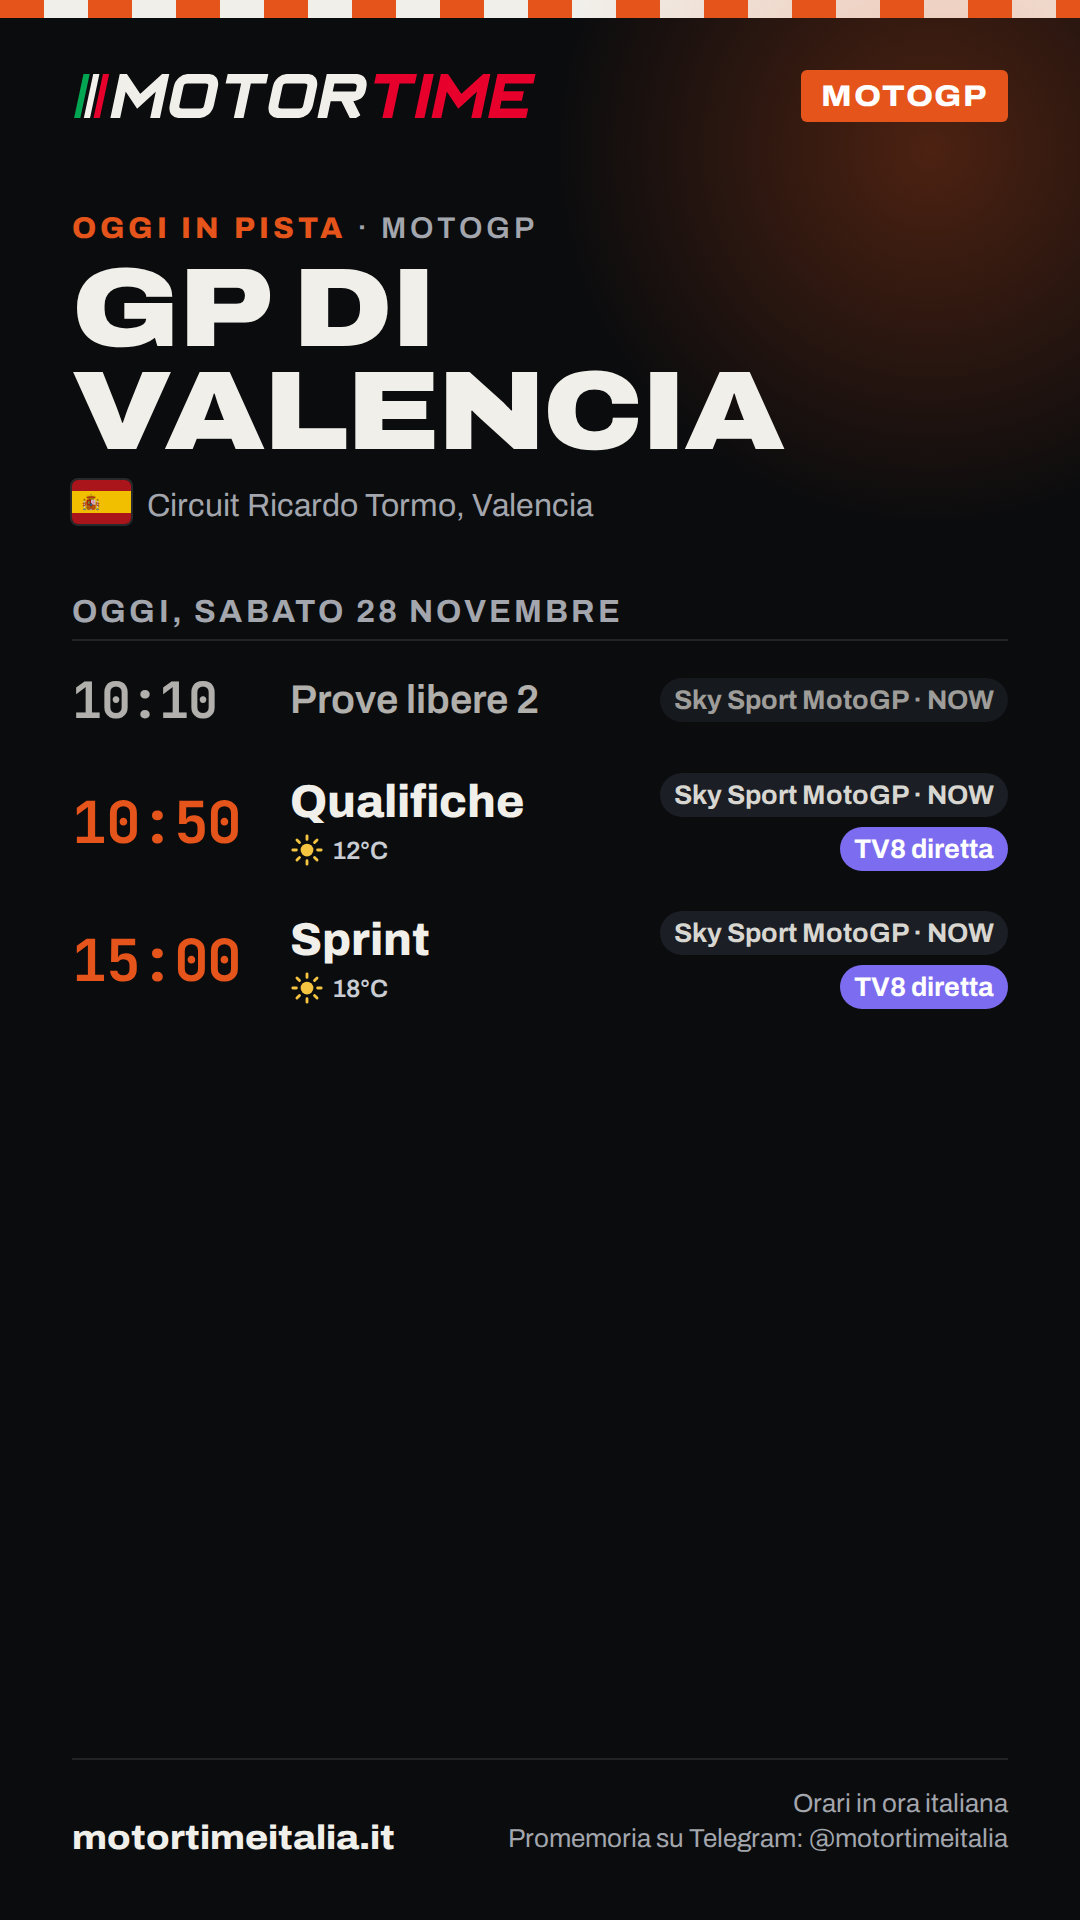 MOTORTIME
MOTOGP
OGGI IN PISTA · MOTOGP
GP DI
VALENCIA
Circuit Ricardo Tormo, Valencia
OGGI, SABATO 28 NOVEMBRE
10:10 Prove libere 2 Sky Sport MotoGP · NOW
10:50 Qualifiche Sky Sport MotoGP · NOW
12°C TV8 diretta
15:00 Sprint Sky Sport MotoGP · NOW
18°C TV8 diretta
Orari in ora italiana
motortimeitalia.it Promemoria su Telegram: @motortimeitalia